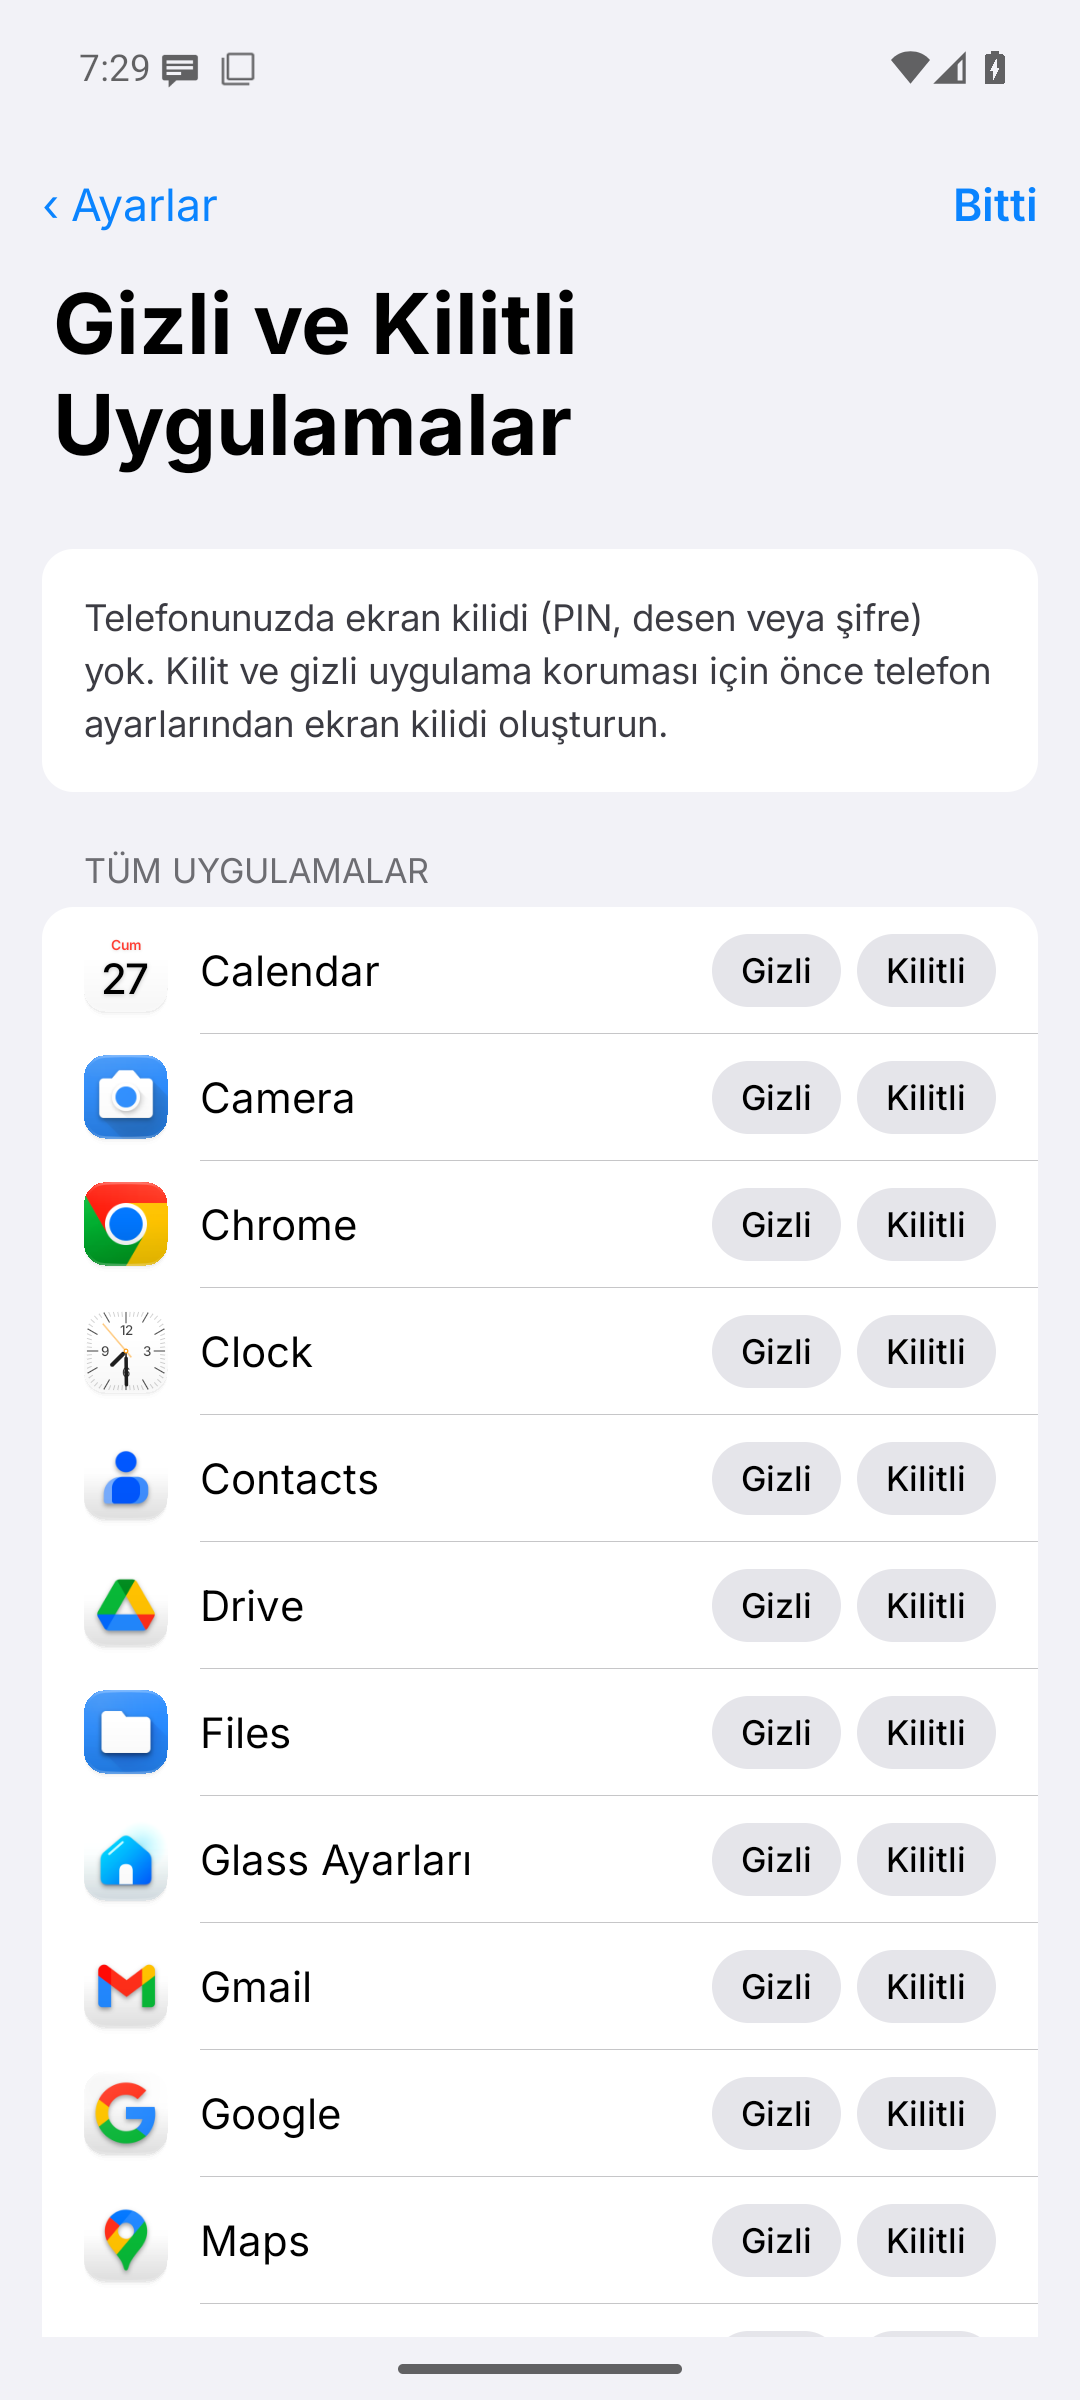 7:29
‹ Ayarlar
Bitti
Gizli ve Kilitli
Uygulamalar
Telefonunuzda ekran kilidi (PIN, desen veya şifre)
yok. Kilit ve gizli uygulama koruması için önce telefon
ayarlarından ekran kilidi oluşturun.
TÜM UYGULAMALAR
Cum
27
Calendar Gizli Kilitli
Camera Gizli Kilitli
Chrome Gizli Kilitli
12
9 3
6
Clock Gizli Kilitli
Contacts Gizli Kilitli
Drive Gizli Kilitli
Files Gizli Kilitli
Glass Ayarları Gizli Kilitli
Gmail Gizli Kilitli
Google Gizli Kilitli
Maps Gizli Kilitli